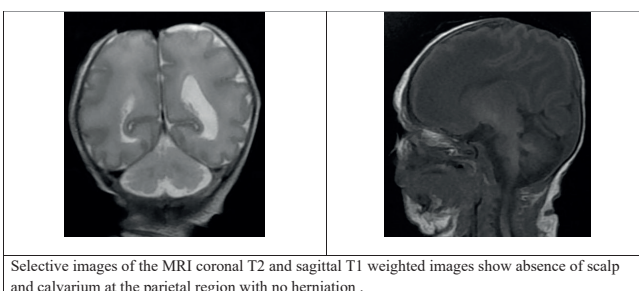 Selective images of the MRI coronal T2 and sagittal T1 weighted images show absence of scalp
and calvarium at the parietal region with no herniation .